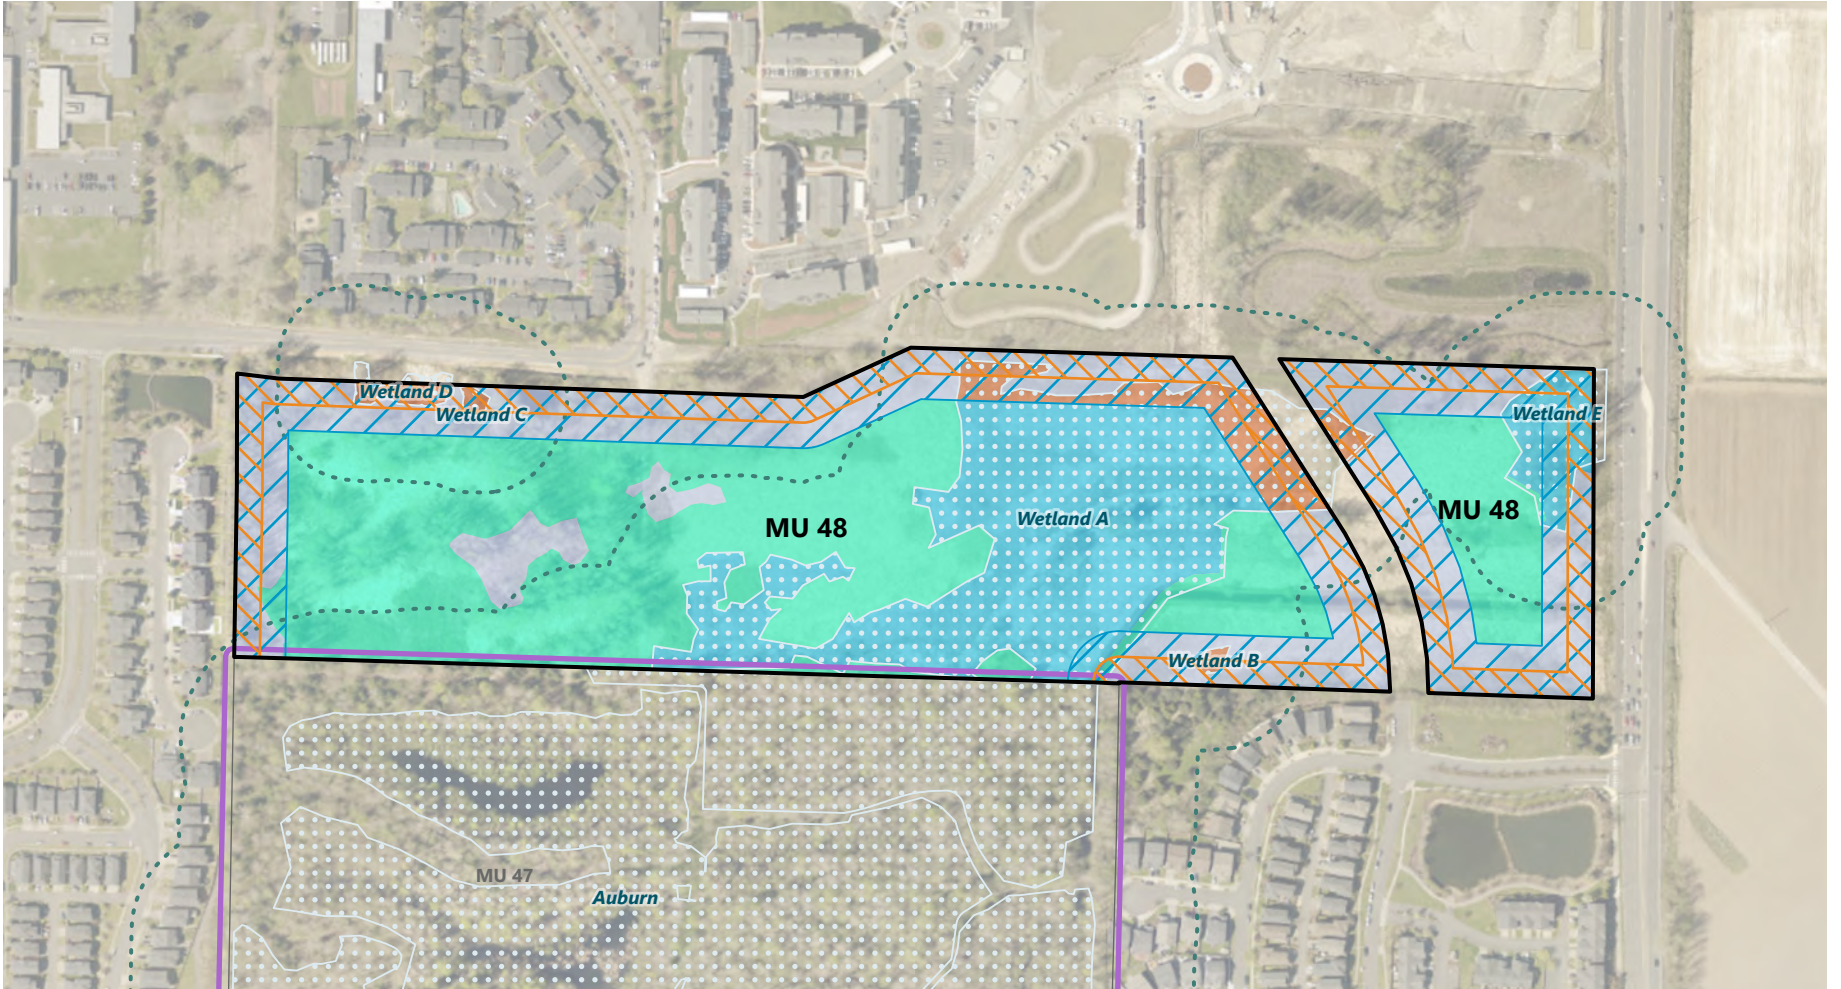 Wetland D
Wetland C
Wetland E
MU 48
Wetland A
MU 48
Wetland B
MU 47
Auburn